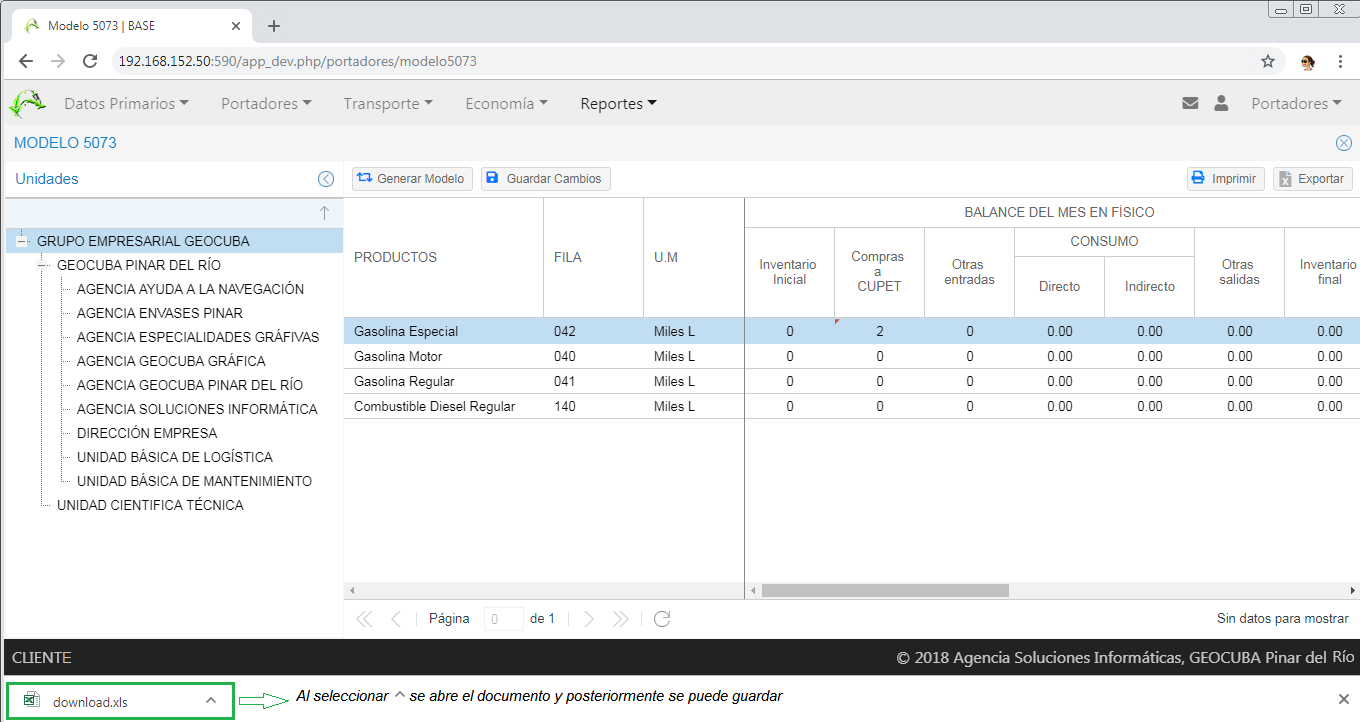 Modelo 5073 | BASE
192.168.152.50:590/app_dev.php/portadores/modelo5073
Datos Primarios Portadores Transporte Economía Reportes Portadores
MODELO 5073
Unidades
Generar Modelo Guardar Cambios Imprimir Exportar
GRUPO EMPRESARIAL GEOCUBA
GEOCUBA PINAR DEL RÍO
AGENCIA AYUDA A LA NAVEGACIÓN
AGENCIA ENVASES PINAR
AGENCIA ESPECIALIDADES GRÁFIVAS
AGENCIA GEOCUBA GRÁFICA
AGENCIA GEOCUBA PINAR DEL RÍO
AGENCIA SOLUCIONES INFORMÁTICA
DIRECCIÓN EMPRESA
UNIDAD BÁSICA DE LOGÍSTICA
UNIDAD BÁSICA DE MANTENIMIENTO
UNIDAD CIENTIFICA TÉCNICA
PRODUCTOS FILA U.M
BALANCE DEL MES EN FÍSICO
Inventario
Inicial
Compras
a
CUPET
Otras
entradas
CONSUMO
Directo Indirecto
Otras
salidas
Inventario
final
Gasolina Especial 042 Miles L 0 2 0 0.00 0.00 0.00 0.00
Gasolina Motor 040 Miles L 0 0 0 0.00 0.00 0.00 0.00
Gasolina Regular 041 Miles L 0 0 0 0.00 0.00 0.00 0.00
Combustible Diesel Regular 140 Miles L 0 0 0 0.00 0.00 0.00 0.00
Página 0 de 1 Sin datos para mostrar
CLIENTE © 2018 Agencia Soluciones Informáticas, GEOCUBA Pinar del Río
download.xls
Al seleccionar ^ se abre el documento y posteriormente se puede guardar